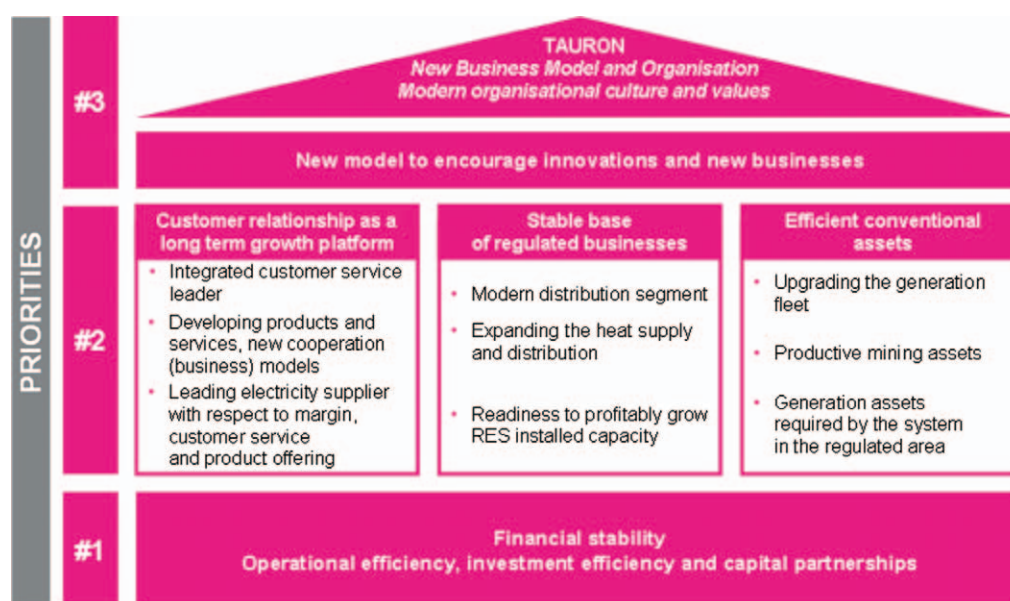 PRIORITIES
#3
TAURON
New Business Model and Organisation
Modern organisational culture and values
New model to encourage innovations and new businesses
#2
Customer relationship as a
long term growth platform
• Integrated customer service
leader
• Developing products and
services, new cooperation
(business) models
• Leading electricity supplier
with respect to margin,
customer service
and product offering
Stable base
of regulated businesses
• Modern distribution segment
• Expanding the heat supply
and distribution
• Readiness to profitably grow
RES installed capacity
Efficient conventional
assets
• Upgrading the generation
fleet
• Productive mining assets
• Generation assets
required by the system
in the regulated area
#1
Financial stability
Operational efficiency, investment efficiency and capital partnerships